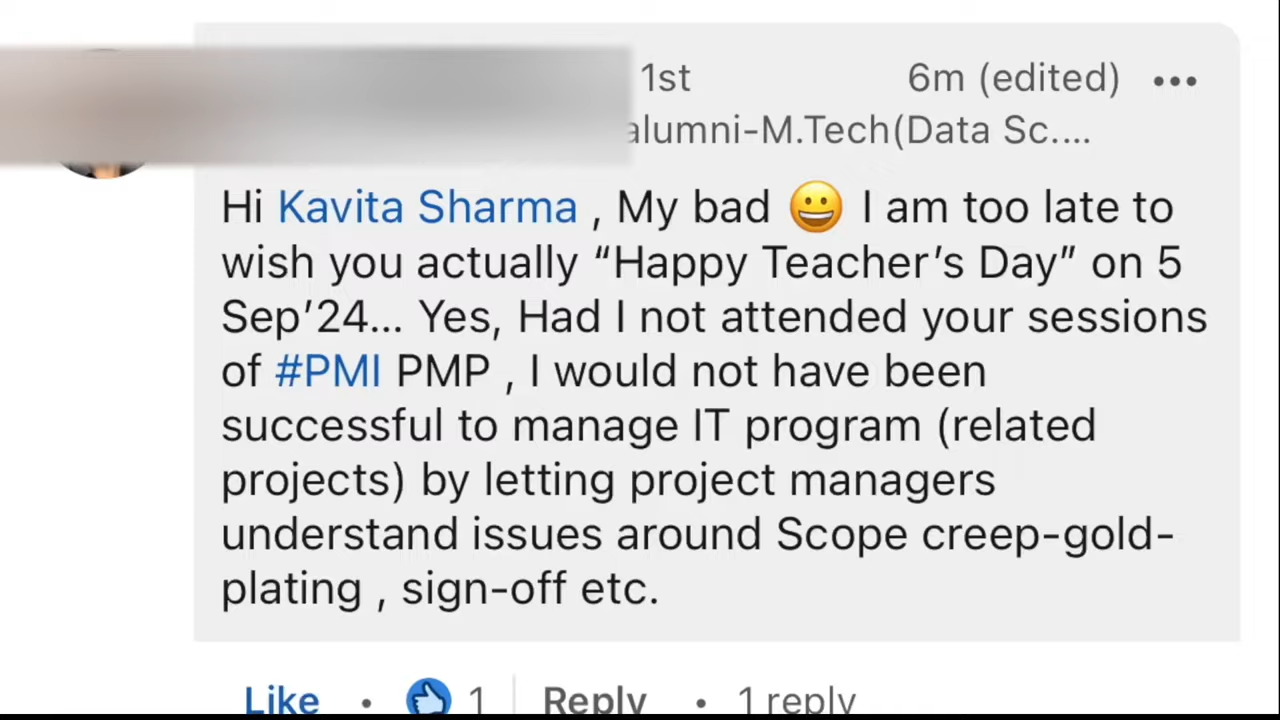 1st 6m (edited) •••
alumni-M.Tech(Data Sc....
Hi Kavita Sharma , My bad 😀 I am too late to
wish you actually “Happy Teacher’s Day” on 5
Sep’24... Yes, Had I not attended your sessions
of #PMI PMP , I would not have been
successful to manage IT program (related
projects) by letting project managers
understand issues around Scope creep-gold-
plating , sign-off etc.
Like • 1 | Reply • 1 reply